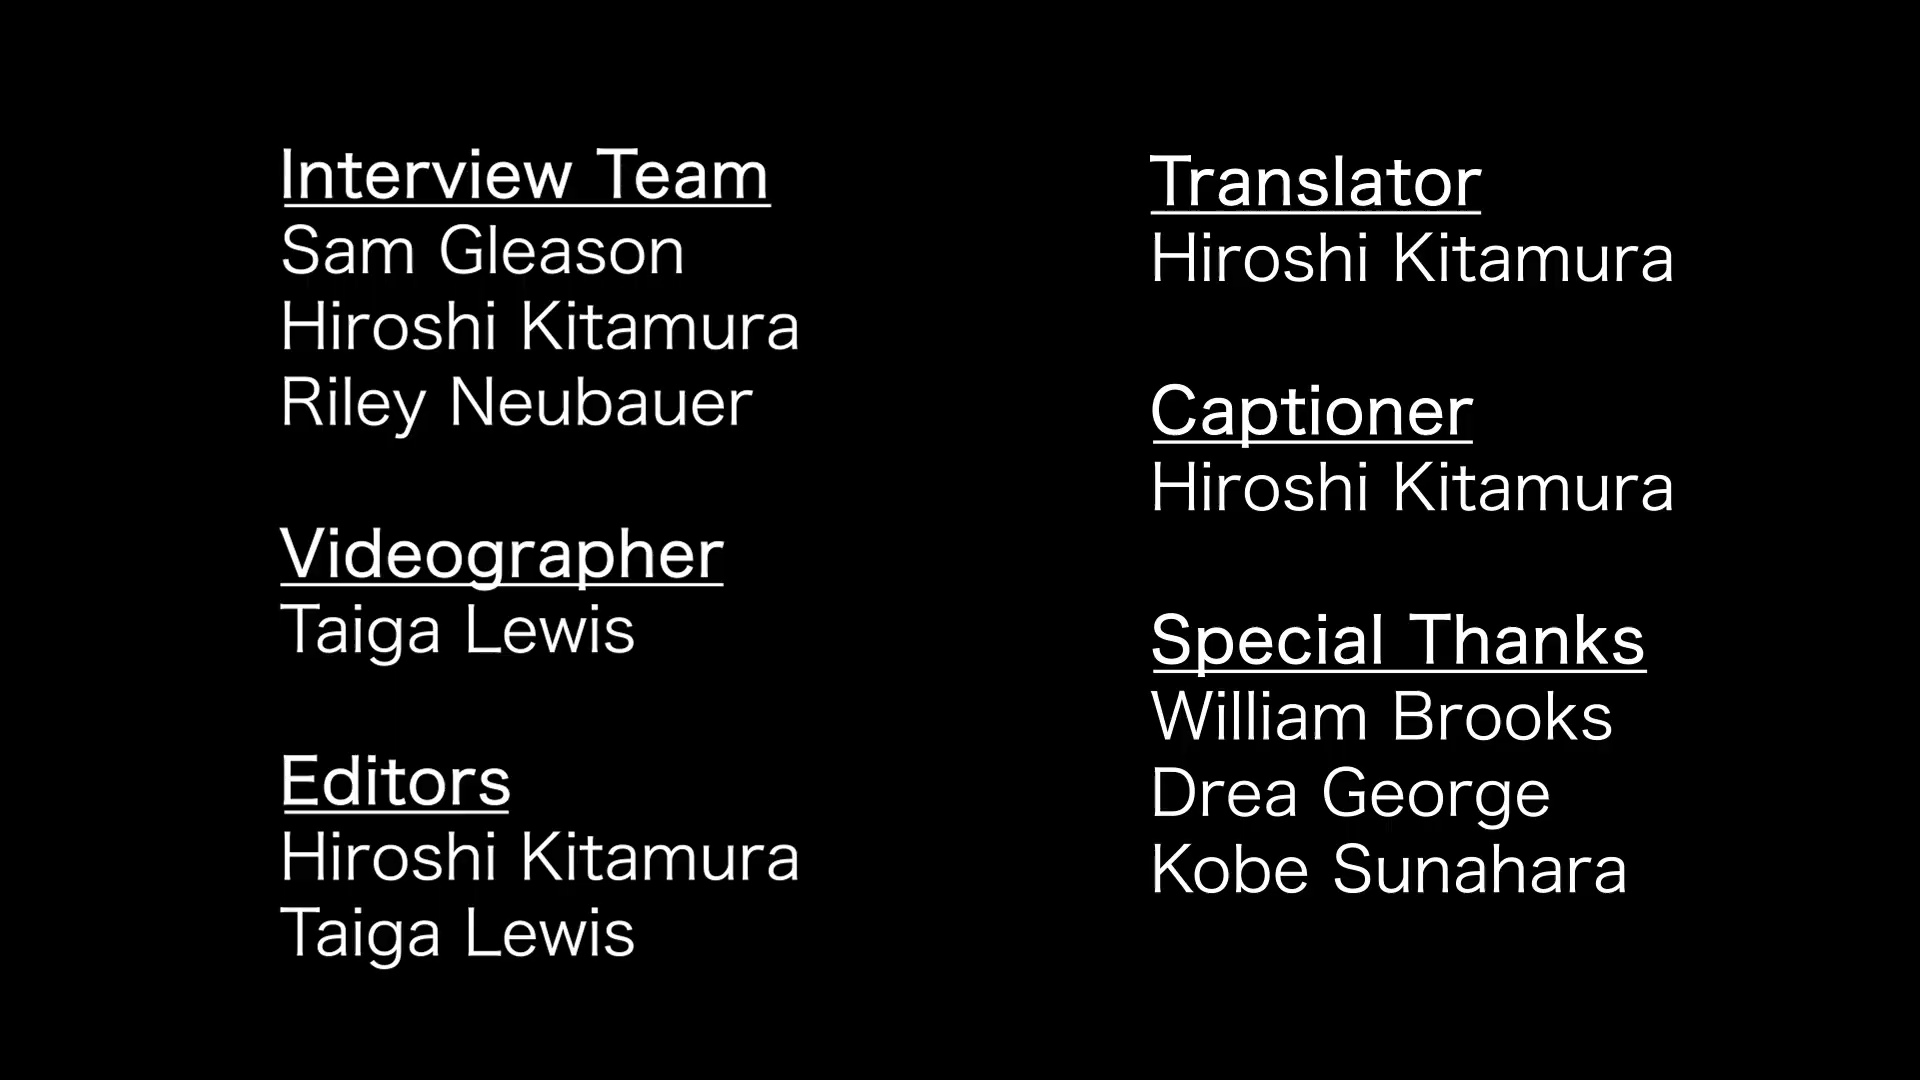 Interview Team
Sam Gleason
Hiroshi Kitamura
Riley Neubauer
Videographer
Taiga Lewis
Editors
Hiroshi Kitamura
Taiga Lewis
Translator
Hiroshi Kitamura
Captioner
Hiroshi Kitamura
Special Thanks
William Brooks
Drea George
Kobe Sunahara